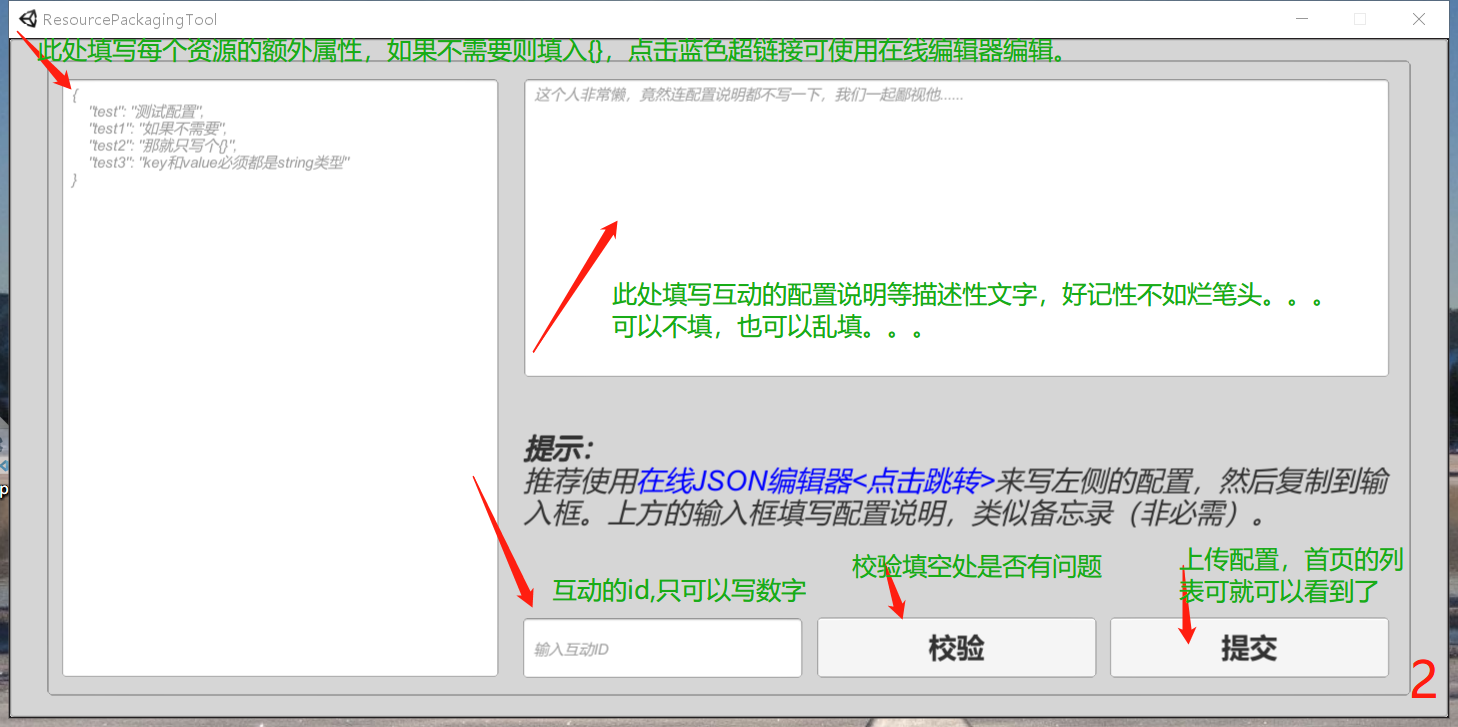 ResourcePackagingTool
此处填写每个资源的额外属性，如果不需要则填入{}，点击蓝色超链接可使用在线编辑器编辑。
{
"test": "测试配置",
"test1": "如果不需要",
"test2": "那就只写个{}",
"test3": "key和value必须都是string类型"
}
这个人非常懒，竟然连配置说明都不写一下，我们一起鄙视他......
此处填写互动的配置说明等描述性文字，好记性不如烂笔头。。。
可以不填，也可以乱填。。。
提示：
推荐使用在线JSON编辑器<点击跳转>来写左侧的配置，然后复制到输
入框。上方的输入框填写配置说明，类似备忘录（非必需）。
互动的id,只可以写数字
校验填空处是否有问题
上传配置，首页的列
表可就可以看到了
输入互动ID
校验
提交
2
p